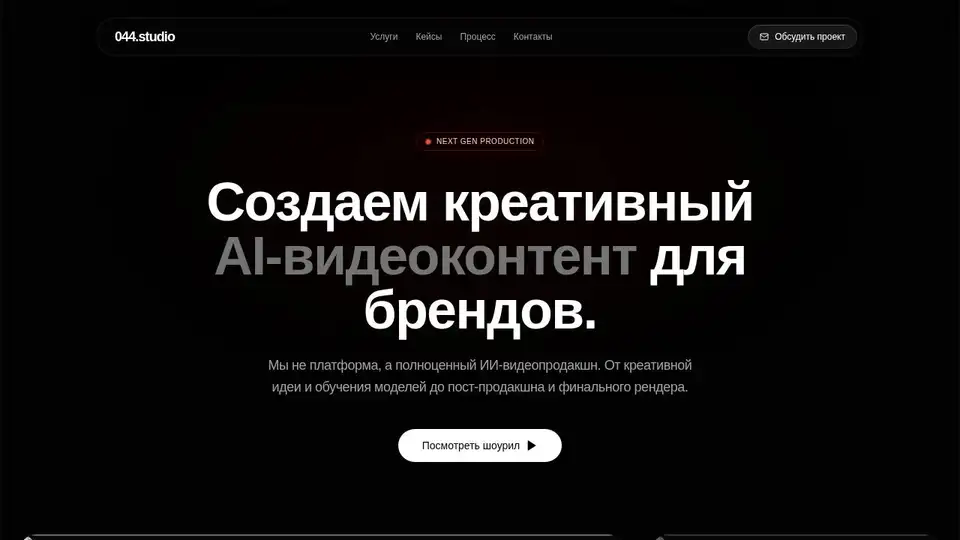 044.studio
Услуги
Кейсы
Процесс
Контакты
Обсудить проект
NEXT GEN PRODUCTION
Создаем креативный
AI-видеоконтент для
брендов.
Мы не платформа, а полноценный ИИ-видеопродакшн. От креативной
идеи и обучения моделей до пост-продакшна и финального рендера.
Посмотреть шоурил